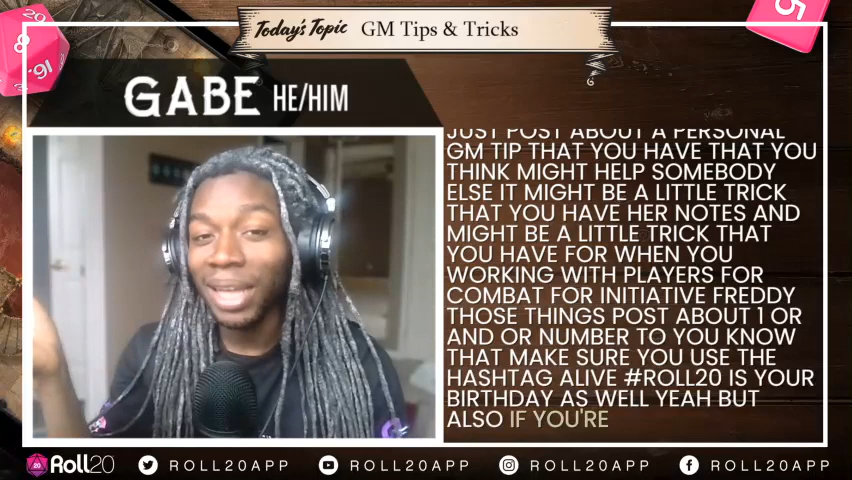 Today's Topic GM Tips & Tricks
GABE HE/HIM
JUST POST ABOUT A PERSONAL
GM TIP THAT YOU HAVE THAT YOU
THINK MIGHT HELP SOMEBODY
ELSE IT MIGHT BE A LITTLE TRICK
THAT YOU HAVE HER NOTES AND
MIGHT BE A LITTLE TRICK THAT
YOU HAVE FOR WHEN YOU
WORKING WITH PLAYERS FOR
COMBAT FOR INITIATIVE FREDDY
THOSE THINGS POST ABOUT 1 OR
AND OR NUMBER TO YOU KNOW
THAT MAKE SURE YOU USE THE
HASHTAG ALIVE #ROLL20 IS YOUR
BIRTHDAY AS WELL YEAH BUT
ALSO IF YOU'RE
20 Roll20 ROLL20APP ROLL20APP ROLL20APP ROLL20APP